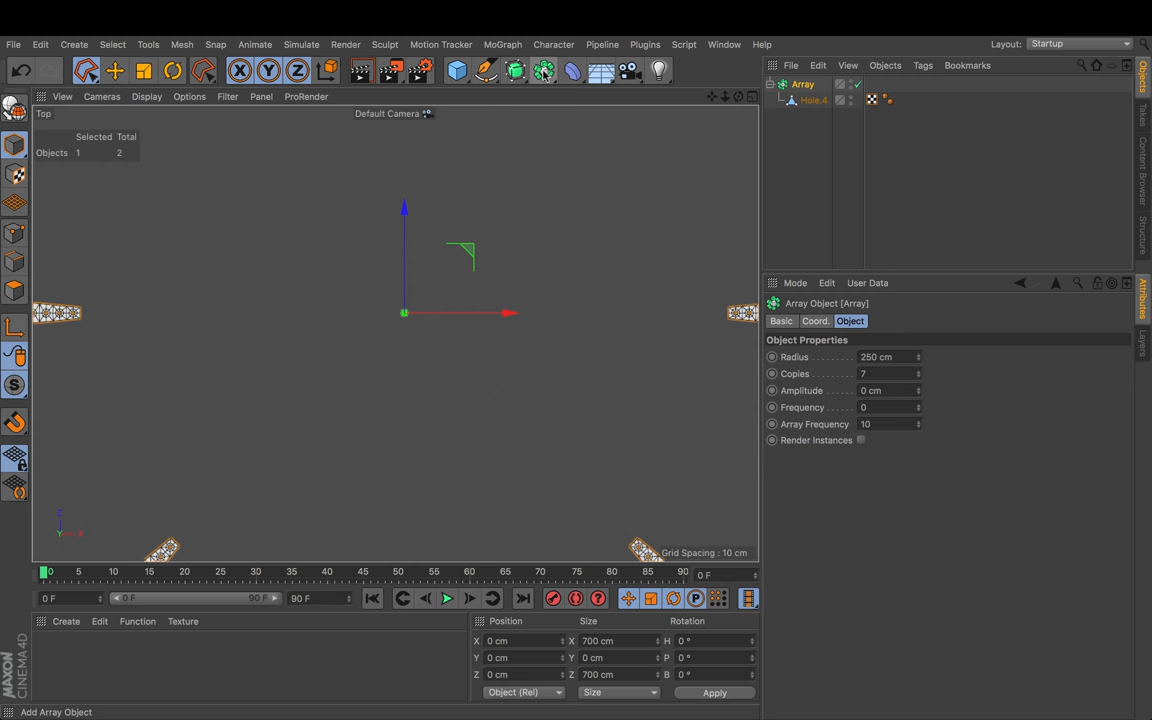 File Edit Create Select Tools Mesh Snap Animate Simulate Render Sculpt Motion Tracker MoGraph Character Pipeline Plugins Script Window Help Layout: Startup
X Y Z
File Edit View Objects Tags Bookmarks
Objects
Takes
Content Browser
Structure
Attributes
Layers
View Cameras Display Options Filter Panel ProRender
Array
Hole.4
Top
Default Camera
Selected Total
Objects 1 2
Mode Edit User Data
Array Object [Array]
Basic Coord. Object
Object Properties
Radius 250 cm
Copies 7
Amplitude 0 cm
Frequency 0
Array Frequency 10
Render Instances
S
Z
Y X
Grid Spacing : 10 cm
0 5 10 15 20 25 30 35 40 45 50 55 60 65 70 75 80 85 90 0 F
0 F 0 F 90 F 90 F P
Create Edit Function Texture
Position Size Rotation
X 0 cm X 700 cm H 0 °
Y 0 cm Y 0 cm P 0 °
Z 0 cm Z 700 cm B 0 °
Object (Rel) Size Apply
MAXON
CINEMA4D
Add Array Object